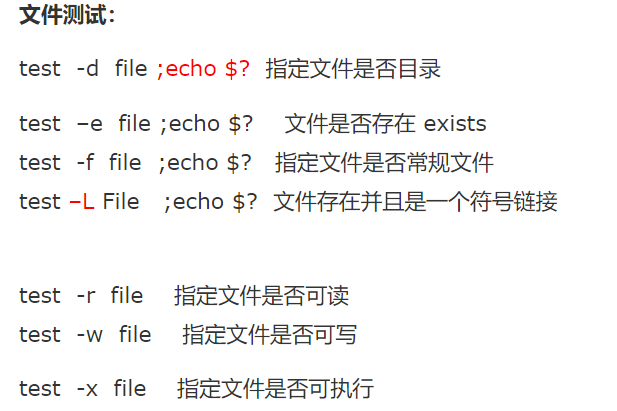 文件测试：
test -d file ;echo $? 指定文件是否目录
test –e file ;echo $? 文件是否存在 exists
test -f file ;echo $? 指定文件是否常规文件
test –L File ;echo $? 文件存在并且是一个符号链接
test -r file 指定文件是否可读
test -w file 指定文件是否可写
test -x file 指定文件是否可执行